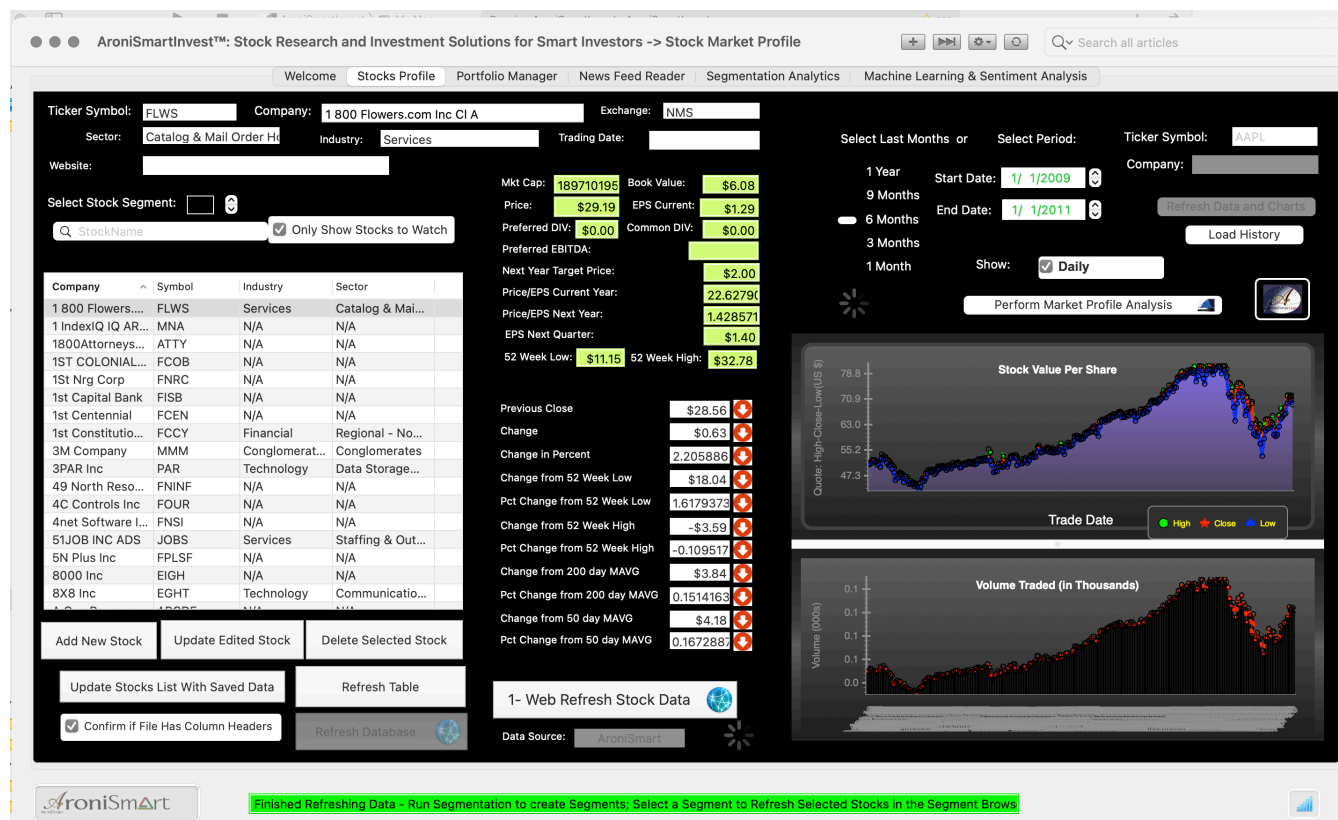 AroniSmartInvest™: Stock Research and Investment Solutions for Smart Investors -> Stock Market Profile
Search all articles
Welcome
Stocks Profile
Portfolio Manager
News Feed Reader
Segmentation Analytics
Machine Learning & Sentiment Analysis
Ticker Symbol: FLWS
Company: 1 800 Flowers.com Inc Cl A
Exchange: NMS
Sector: Catalog & Mail Order
Industry: Services
Trading Date:
Website:
Select Stock Segment:
StockName
Only Show Stocks to Watch
Company Symbol Industry Sector
1 800 Flowers.... FLWS Services Catalog & Mai...
1 IndexIQ IQ AR... MNA N/A N/A
1800Attorneys... ATTY N/A N/A
1ST COLONIAL... FCOB N/A N/A
1St Nrg Corp FNRC N/A N/A
1st Capital Bank FISB N/A N/A
1st Centennial FCEN N/A N/A
1st Constitutio... FCCY Financial Regional - No...
3M Company MMM Conglomerat... Conglomerates
3PAR Inc PAR Technology Data Storage...
49 North Reso... FNINF N/A N/A
4C Controls Inc FOUR N/A N/A
4net Software I... FNSI N/A N/A
51JOB INC ADS JOBS Services Staffing & Out...
5N Plus Inc FPLSF N/A N/A
8000 Inc EIGH N/A N/A
8X8 Inc EGHT Technology Communicatio...
Add New Stock
Update Edited Stock
Delete Selected Stock
Update Stocks List With Saved Data
Refresh Table
Confirm if File Has Column Headers
Refresh Database
Mkt Cap: 189710195 Book Value: $6.08
Price: $29.19 EPS Current: $1.29
Preferred DIV: $0.00 Common DIV: $0.00
Preferred EBITDA:
Next Year Target Price: $2.00
Price/EPS Current Year: 22.6279
Price/EPS Next Year: 1.428571
EPS Next Quarter: $1.40
52 Week Low: $11.15 52 Week High: $32.78
Previous Close $28.56
Change $0.63
Change in Percent 2.205886
Change from 52 Week Low $18.04
Pct Change from 52 Week Low 1.6179373
Change from 52 Week High -$3.59
Pct Change from 52 Week High -0.109517
Change from 200 day MAVG $3.84
Pct Change from 200 day MAVG 0.1514163
Change from 50 day MAVG $4.18
Pct Change from 50 day MAVG 0.1672887
1- Web Refresh Stock Data
Data Source: AroniSmart
Select Last Months or Select Period:
1 Year
9 Months
6 Months
3 Months
1 Month
Start Date: 1/ 1/2009
End Date: 1/ 1/2011
Show: Daily
Ticker Symbol: AAPL
Company:
Refresh Data and Charts
Load History
Perform Market Profile Analysis
Stock Value Per Share
Quote: High-Close-Low(US $)
78.8
70.9
63.0
55.2
47.3
Trade Date
High Close Low
Volume Traded (in Thousands)
Volume (000s)
0.1
0.1
0.1
0.1
0.0
AroniSmart
Finished Refreshing Data - Run Segmentation to create Segments; Select a Segment to Refresh Selected Stocks in the Segment Brows